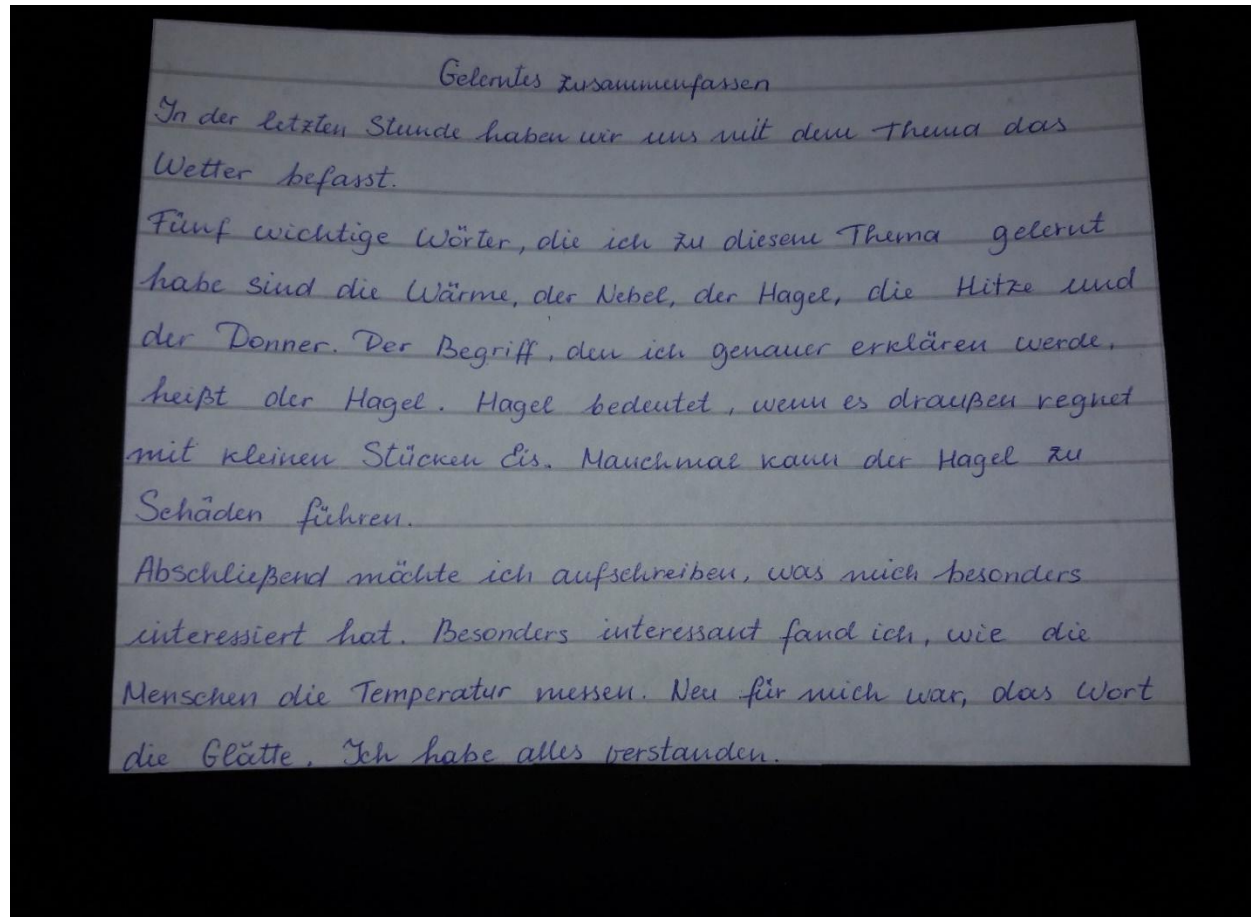 Gelerntes zusammenfassen
In der letzten Stunde haben wir uns mit dem Thema das
Wetter befasst.
Fünf wichtige Wörter, die ich zu diesem Thema gelernt
habe sind die Wärme, der Nebel, der Hagel, die Hitze und
der Donner. Der Begriff, den ich genauer erklären werde,
heißt der Hagel. Hagel bedeutet, wenn es draußen regnet
mit kleinen Stücken Eis. Manchmal kann der Hagel zu
Schäden führen.
Abschließend möchte ich aufschreiben, was mich besonders
interessiert hat. Besonders interessant fand ich, wie die
Menschen die Temperatur messen. Neu für mich war, das Wort
die Glätte. Ich habe alles verstanden.